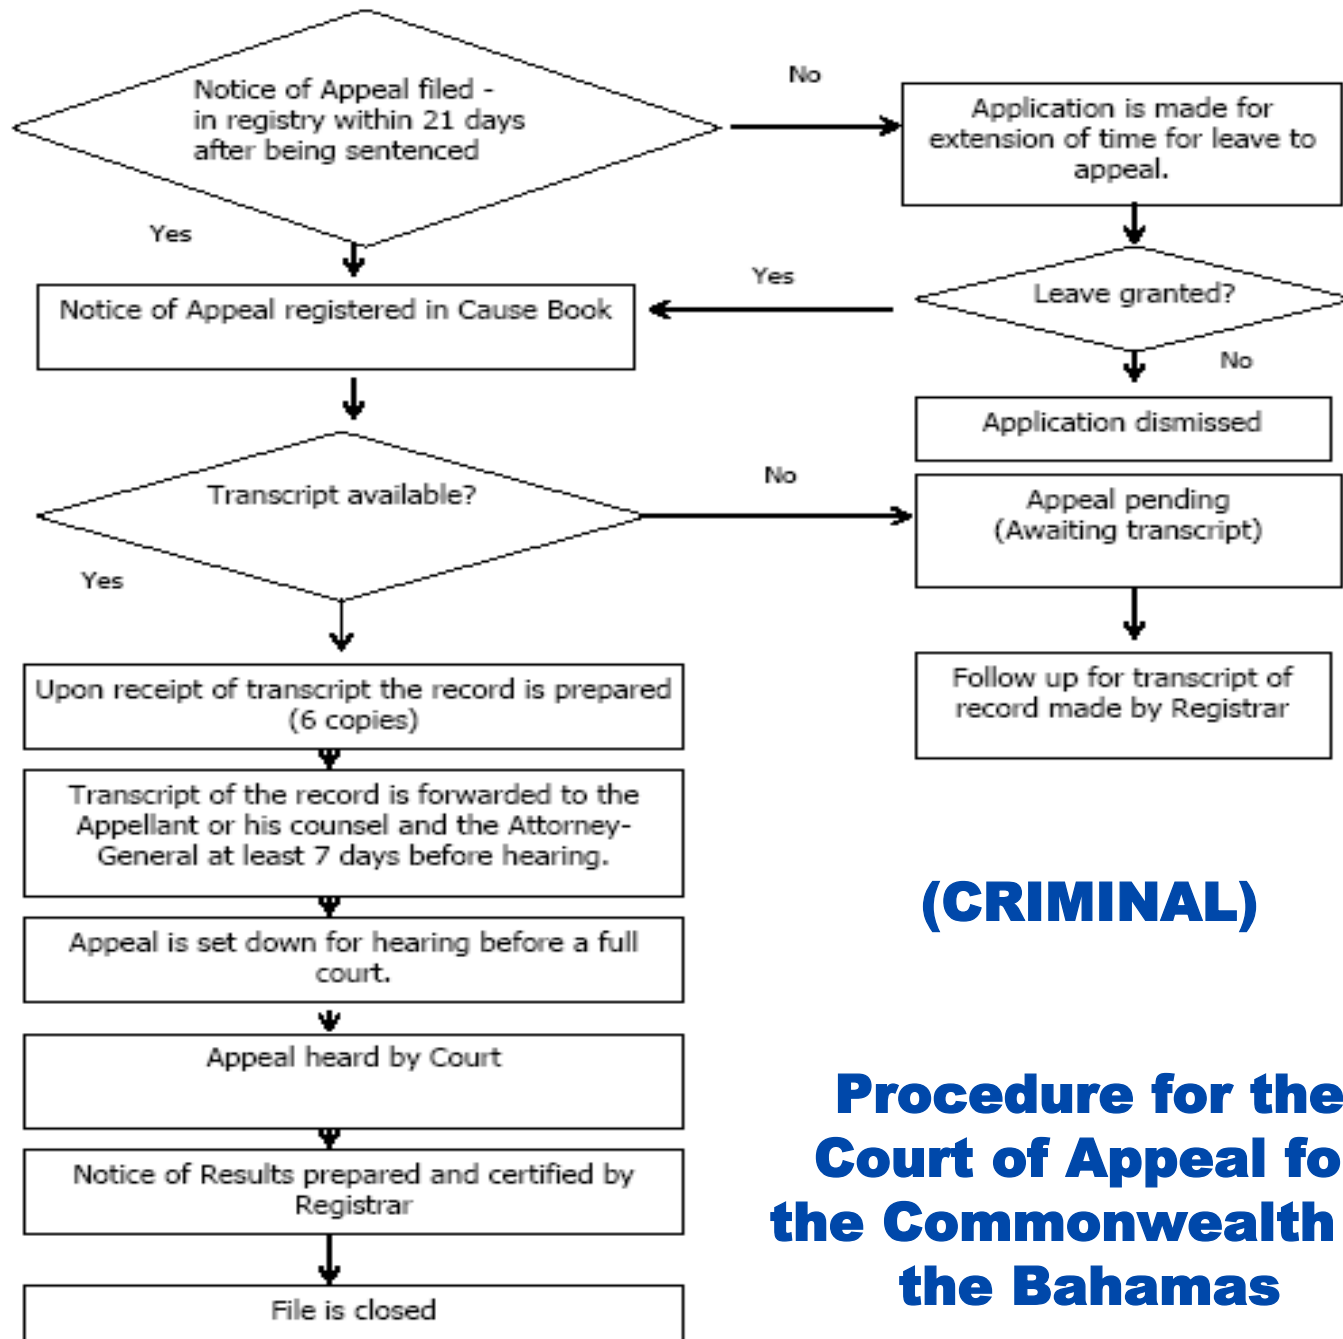 Notice of Appeal filed -
in registry within 21 days
after being sentenced
No
Application is made for
extension of time for leave to
appeal.
Yes
Notice of Appeal registered in Cause Book
Yes
Leave granted?
No
Application dismissed
Transcript available?
No
Appeal pending
(Awaiting transcript)
Yes
Follow up for transcript of
record made by Registrar
Upon receipt of transcript the record is prepared
(6 copies)
Transcript of the record is forwarded to the
Appellant or his counsel and the Attorney-
General at least 7 days before hearing.
Appeal is set down for hearing before a full
court.
Appeal heard by Court
Notice of Results prepared and certified by
Registrar
File is closed
(CRIMINAL)
Procedure for the
Court of Appeal fo
the Commonwealth
the Bahamas